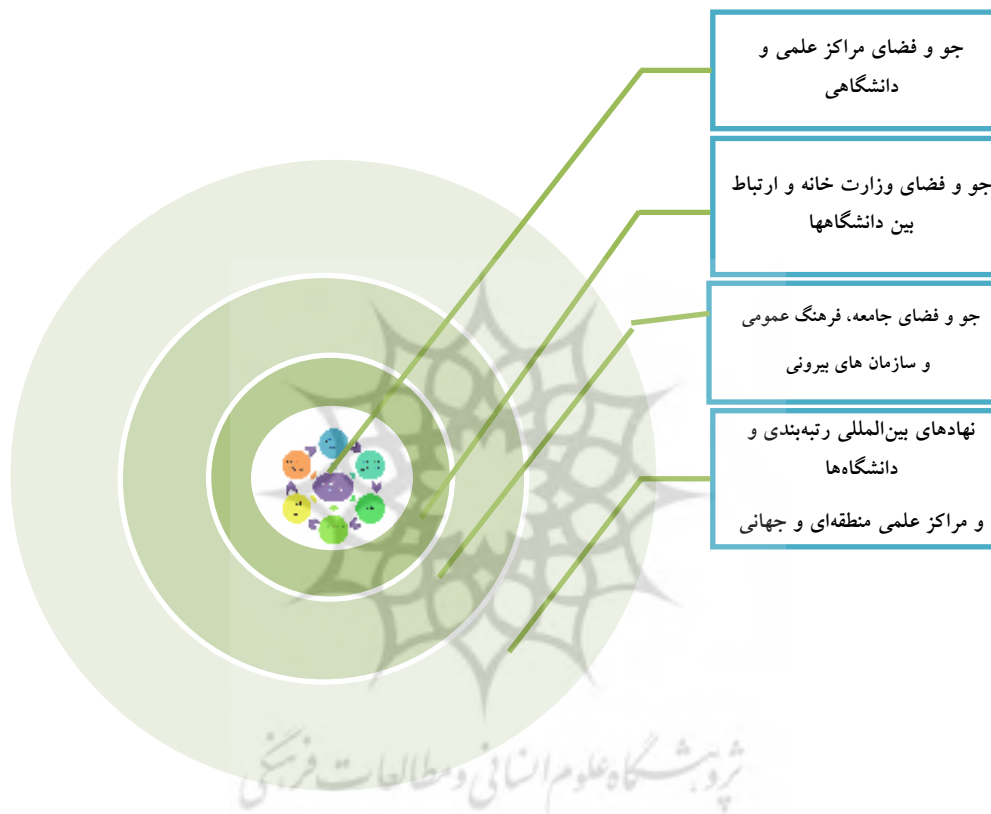 جو و فضای مراکز علمی و
دانشگاهی
جو و فضای وزارت خانه و ارتباط
بین دانشگاهها
جو و فضای جامعه، فرهنگ عمومی
و سازمان های بیرونی
نهادهای بین‌المللی رتبه‌بندی و
دانشگاه‌ها
و مراکز علمی منطقه‌ای و جهانی
پژوهشگاه علوم انسانی و مطالعات فرهنگی